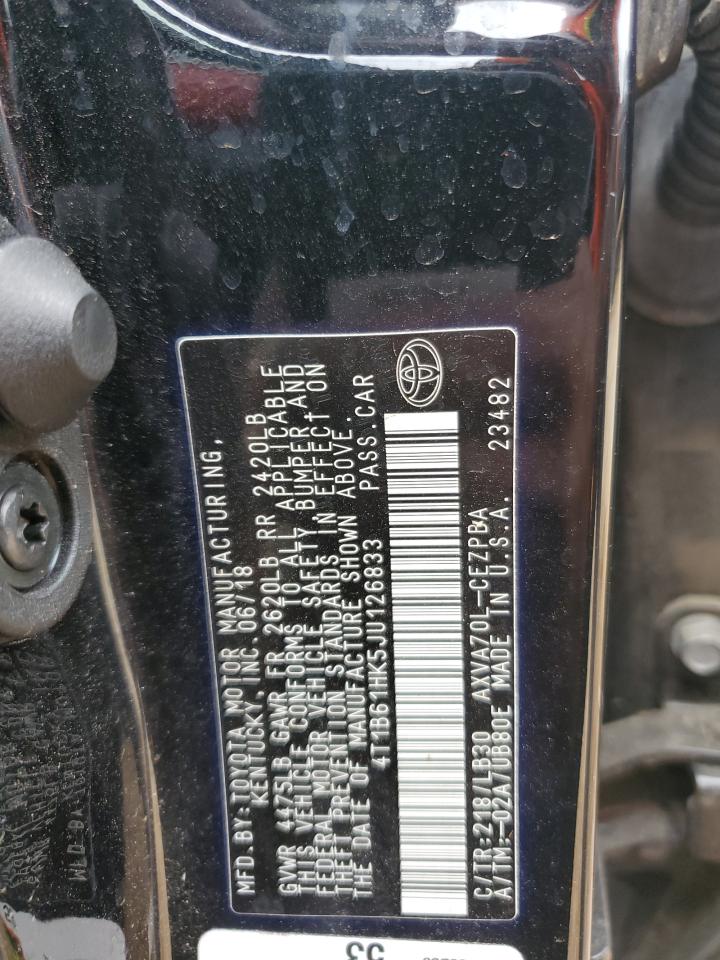 MFD. BY: TOYOTA MOTOR MANUFACTURING,
KENTUCKY, INC. 06/18
GVWR 4475LB GAWR FR 2620LB RR 2420LB
THIS VEHICLE CONFORMS TO ALL APPLICABLE
FEDERAL MOTOR VEHICLE SAFETY, BUMPER, AND
THEFT PREVENTION STANDARDS IN EFFECT ON
THE DATE OF MANUFACTURE SHOWN ABOVE.
4T1B61HK5JU126833 PASS. CAR
C/TR: 218/LB30 AXVA70L-CEZPBA
A/TM: -02A/UB80E MADE IN U.S.A. 23482
53